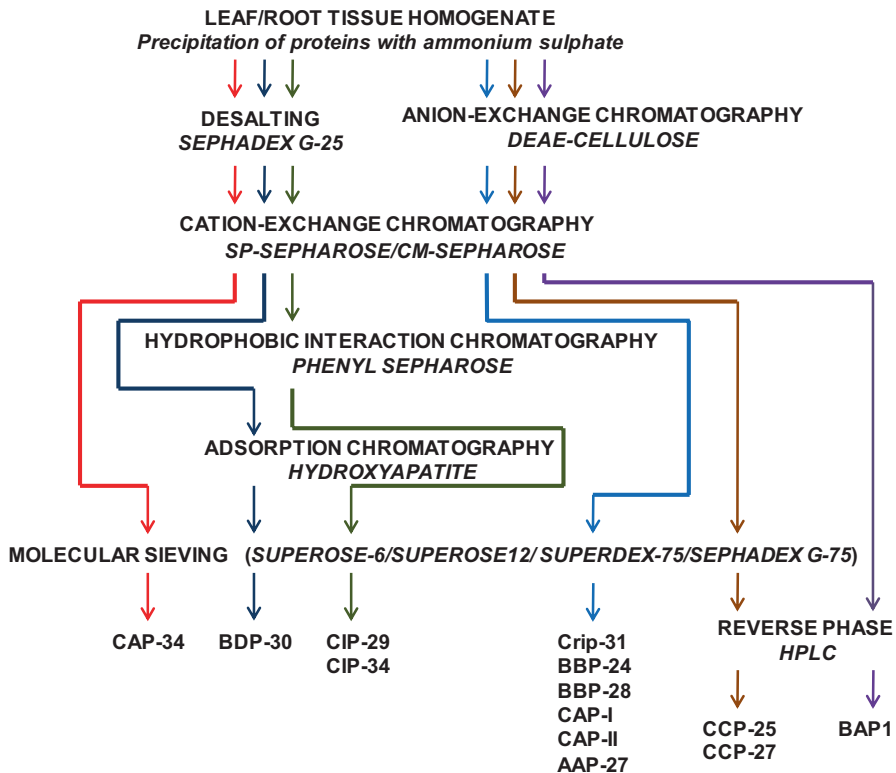 LEAF/ROOT TISSUE HOMOGENATE
Precipitation of proteins with ammonium sulphate
DESALTING
SEPHADEX G-25
ANION-EXCHANGE CHROMATOGRAPHY
DEAE-CELLULOSE
CATION-EXCHANGE CHROMATOGRAPHY
SP-SEPHAROSE/CM-SEPHAROSE
HYDROPHOBIC INTERACTION CHROMATOGRAPHY
PHENYL SEPHAROSE
ADSORPTION CHROMATOGRAPHY
HYDROXYAPATITE
MOLECULAR SIEVING (SUPEROSE-6/SUPEROSE12/ SUPERDEX-75/SEPHADEX G-75)
CAP-34
BDP-30
CIP-29
CIP-34
Crip-31
BBP-24
BBP-28
CAP-I
CAP-II
AAP-27
REVERSE PHASE
HPLC
CCP-25
CCP-27
BAP1